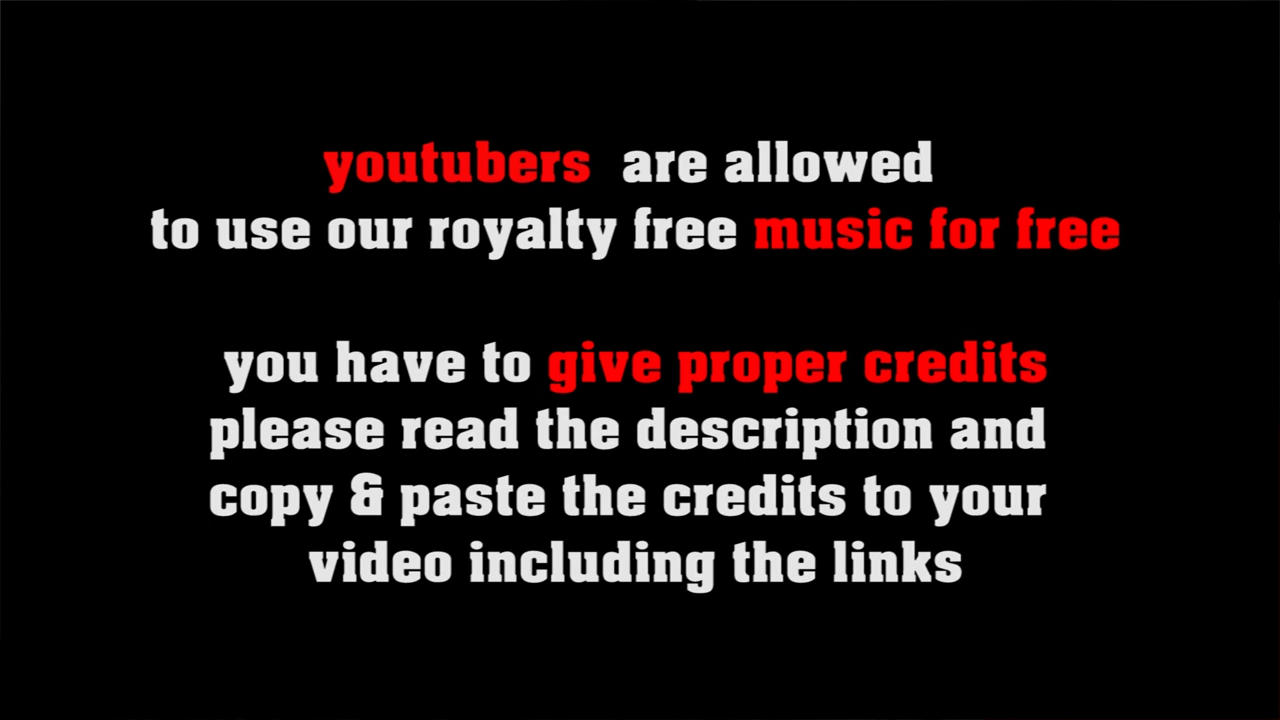 youtubers are allowed
to use our royalty free music for free
you have to give proper credits
please read the description and
copy & paste the credits to your
video including the links